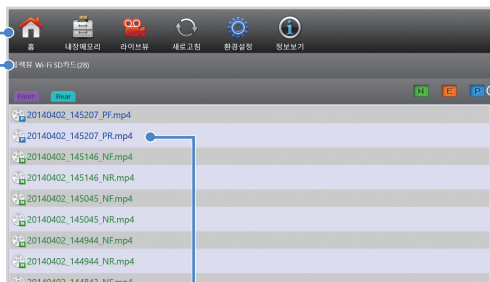 홈 내장메모리 라이브뷰 새로고침 환경설정 정보보기
블랙뷰 Wi-Fi SD카드(28)
Front Rear N E P
20140402_145207_PF.mp4
20140402_145207_PR.mp4
20140402_145146_NF.mp4
20140402_145146_NR.mp4
20140402_145045_NF.mp4
20140402_145045_NR.mp4
20140402_144944_NF.mp4
20140402_144944_NR.mp4
20140402_144843_NF.mp4